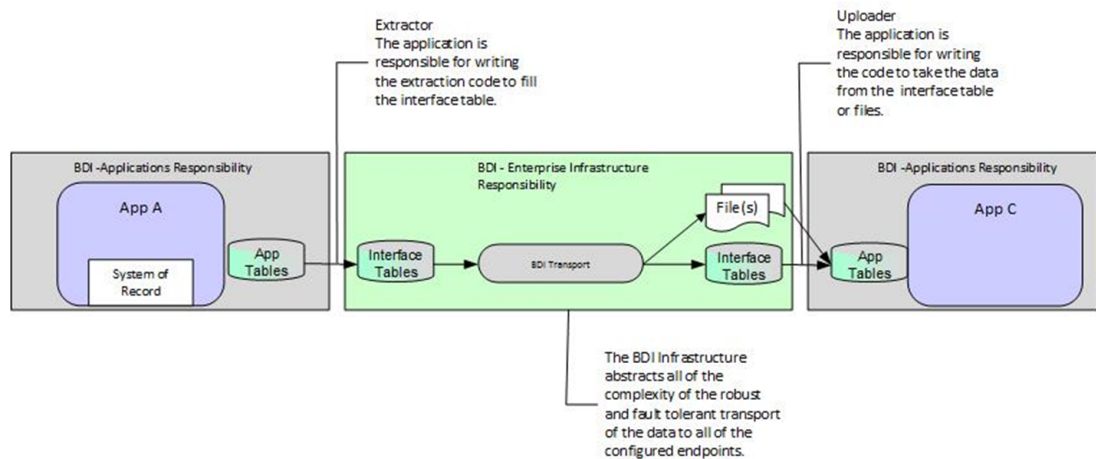 Extractor
The application is
responsible for writing
the extraction code to fill
the interface table.
Uploader
The application is
responsible for writing
the code to take the data
from the interface table
or files.
BDI -Applications Responsibility
App A
System of
Record
App
Tables
BDI - Enterprise Infrastructure
Responsibility
Interface
Tables
BDI Transport
File(s)
Interface
Tables
BDI -Applications Responsibility
App
Tables
App C
The BDI Infrastructure
abstracts all of the
complexity of the robust
and fault tolerant transport
of the data to all of the
configured endpoints.